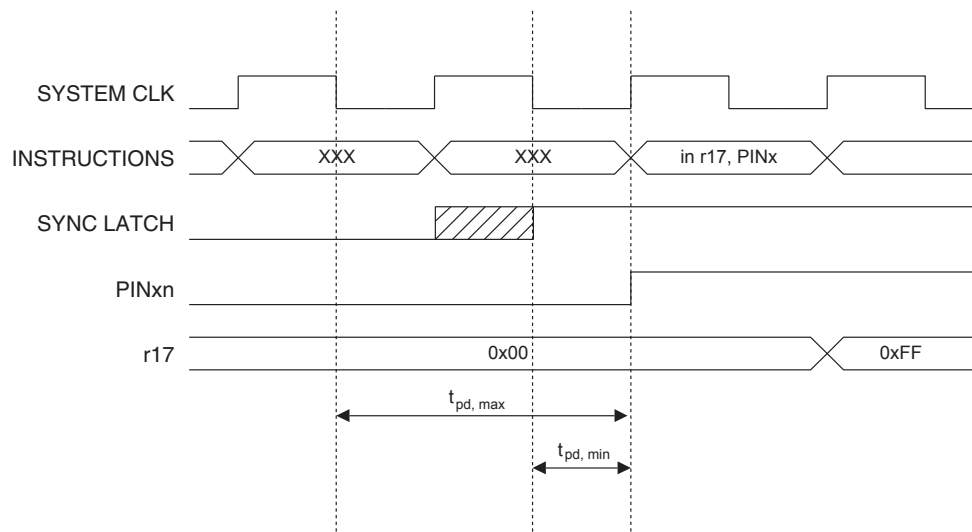 SYSTEM CLK
INSTRUCTIONS XXX XXX in r17, PINx
SYNC LATCH
PINxn
r17 0x00 0xFF
tpd, max
tpd, min